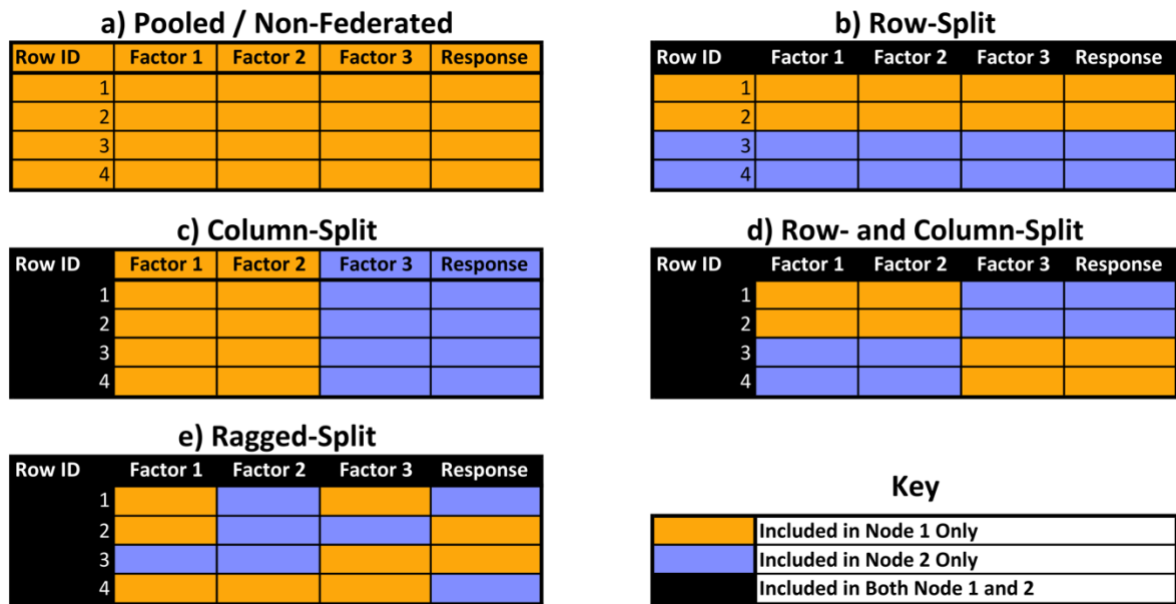 a) Pooled / Non-Federated
Row ID Factor 1 Factor 2 Factor 3 Response
1
2
3
4
b) Row-Split
Row ID Factor 1 Factor 2 Factor 3 Response
1
2
3
4
c) Column-Split
Row ID Factor 1 Factor 2 Factor 3 Response
1
2
3
4
d) Row- and Column-Split
Row ID Factor 1 Factor 2 Factor 3 Response
1
2
3
4
e) Ragged-Split
Row ID Factor 1 Factor 2 Factor 3 Response
1
2
3
4
Key
Included in Node 1 Only
Included in Node 2 Only
Included in Both Node 1 and 2